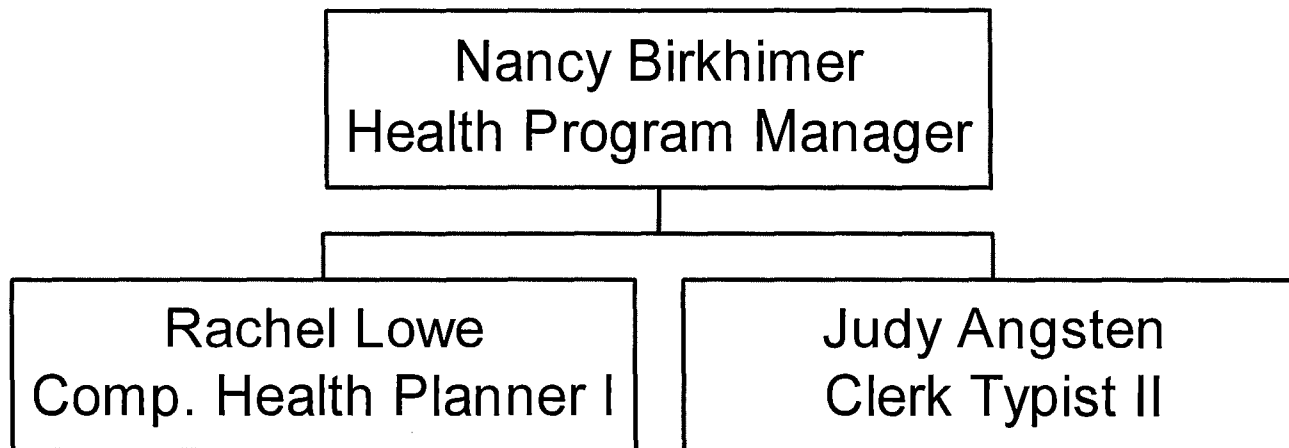 Nancy Birkhimer
Health Program Manager
Rachel Lowe
Comp. Health Planner I
Judy Angsten
Clerk Typist II